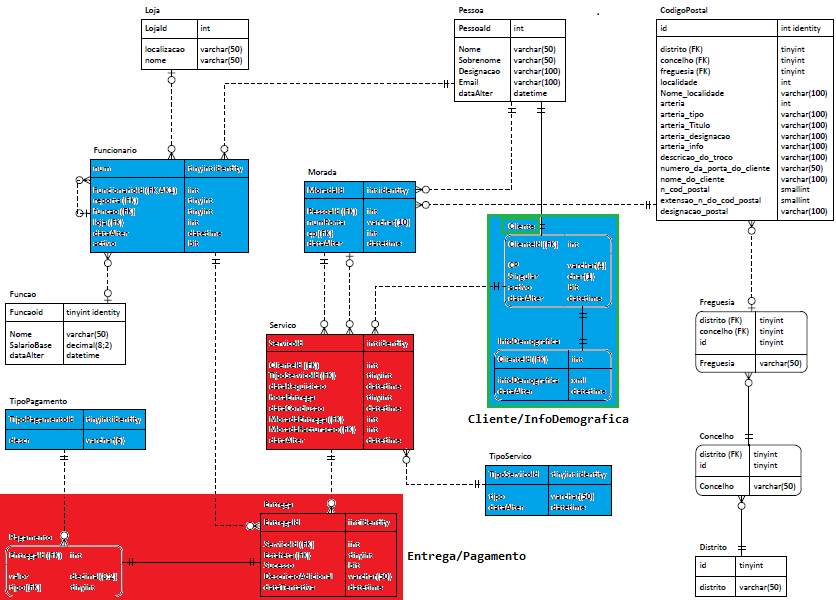 Loja
LojaId int
localizacao varchar(50)
nome varchar(50)
Pessoa
PessoaId int
Nome varchar(50)
Sobrenome varchar(50)
Designacao varchar(100)
Email varchar(100)
dataAlter datetime
CodigoPostal
id int identity
distrito (FK) tinyint
concelho (FK) tinyint
freguesia (FK) tinyint
localidade int
Nome_localidade varchar(100)
arteria int
arteria_tipo varchar(100)
arteria_Titulo varchar(100)
arteria_designacao varchar(100)
arteria_info varchar(100)
descricao_do_troco varchar(100)
numero_da_porta_do_cliente varchar(50)
nome_do_cliente varchar(100)
n_cod_postal smallint
extensao_n_do_cod_postal smallint
designacao_postal varchar(100)
Funcionario
num tinyint identity
FuncionarioId (FK)(AK1) int
reporta (FK) tinyint
funcao (FK) tinyint
loja (FK) int
dataAlter datetime
activo bit
Morada
MoradaId int identity
PessoaId (FK) int
cp (FK) int
dataAlter datetime
Cliente
ClienteId (FK) int
Singular char(1)
activo bit
dataAlter datetime
InfoDemografica
ClienteId (FK) int
infoDemografica xml
dataAlter datetime
Cliente/InfoDemografica
Funcao
Funcaoid tinyint identity
Nome varchar(50)
SalarioBase decimal(8;2)
dataAlter datetime
Servico
ServicoId int identity
ClienteId (FK) int
TipoServicoId (FK) tinyint
dataRequisicao datetime
horaEntrega tinyint
dataConclusao datetime
MoradaEntrega (FK) int
MoradaFacturacao (FK) int
dataAlter datetime
Freguesia
distrito (FK) tinyint
concelho (FK) tinyint
id tinyint
Freguesia varchar(50)
TipoPagamento
TipoPagamentoId tinyint identity
descr
Concelho
distrito (FK) tinyint
id tinyint
Concelho varchar(50)
TipoServico
TipoServicoId tinyint identity
tipo varchar(50)
dataAlter datetime
Entrega
EntregaId int identity
ServicoId (FK) int
Estafeta (FK) tinyint
Sucesso bit
DescricaoAdicional varchar(50)
dataTentativa datetime
Pagamento
EntregaId (FK) int
valor
tipo (FK) tinyint
Entrega/Pagamento
Distrito
id tinyint
distrito varchar(50)